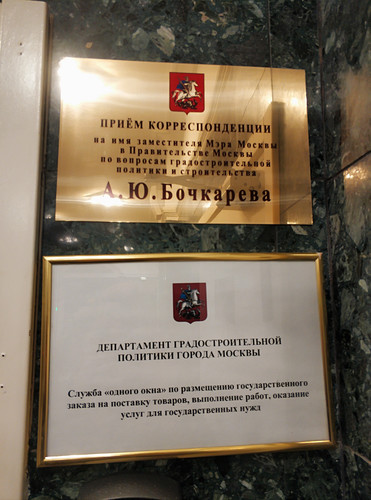 ПРИЁМ КОРРЕСПОНДЕНЦИИ
на имя заместителя Мэра Москвы
в Правительстве Москвы
по вопросам градостроительной
политики и строительства
А.Ю.Бочкарева
ДЕПАРТАМЕНТ ГРАДОСТРОИТЕЛЬНОЙ
ПОЛИТИКИ ГОРОДА МОСКВЫ
Служба «одного окна» по размещению государственного
заказа на поставку товаров, выполнение работ, оказание
услуг для государственных нужд